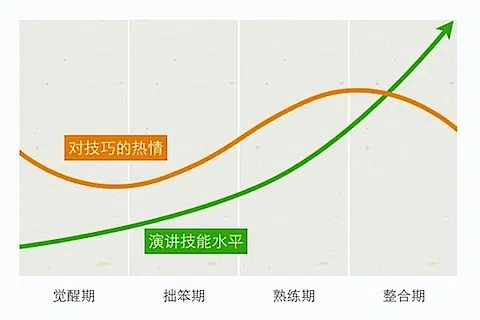 对技巧的热情
演讲技能水平
觉醒期
拙笨期
熟练期
整合期